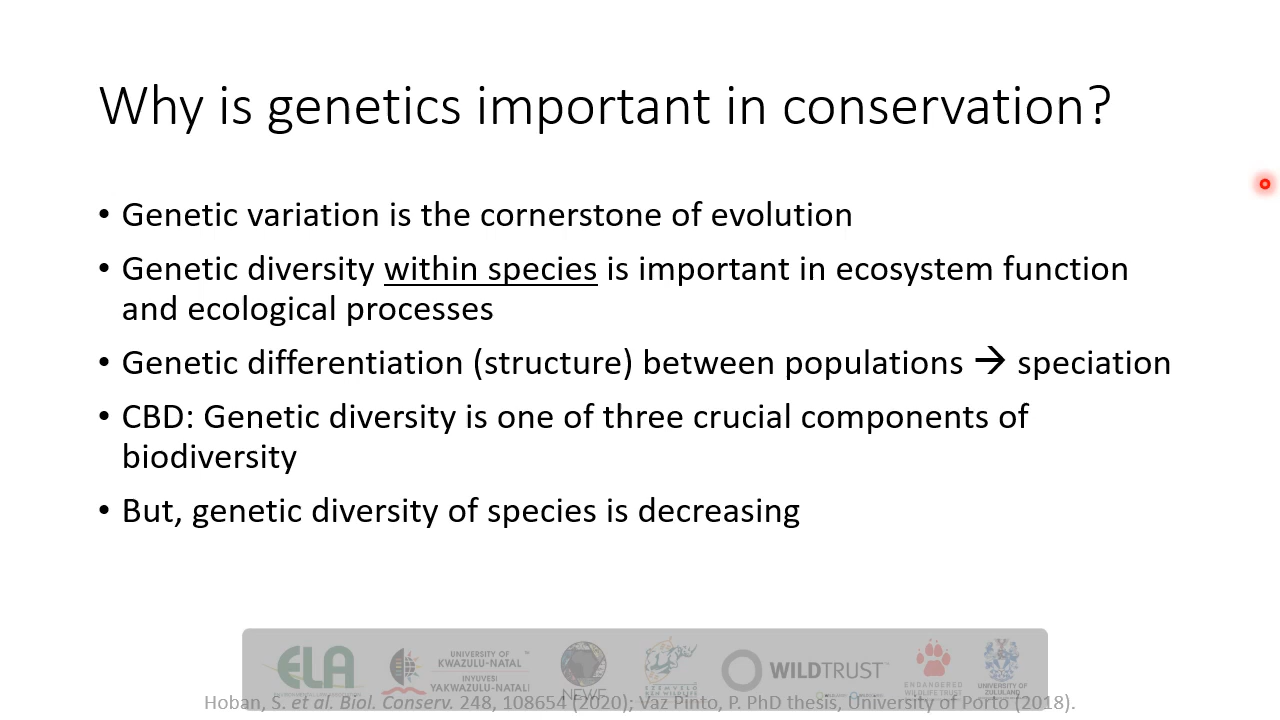 Why is genetics important in conservation?
• Genetic variation is the cornerstone of evolution
• Genetic diversity within species is important in ecosystem function
and ecological processes
• Genetic differentiation (structure) between populations → speciation
• CBD: Genetic diversity is one of three crucial components of
biodiversity
• But, genetic diversity of species is decreasing
ELA
UNIVERSITY OF
KWAZULU-NATAL
INYUVESI
YAKWAZULU-NATALI
NEWF
WILDTRUST
ENDANGERED
WILDLIFE TRUST
UNIVERSITY OF
ZULULAND
Hoban, S. et al. Biol. Conserv. 248, 108654 (2020); Vaz Pinto, P. PhD thesis, University of Porto (2018).